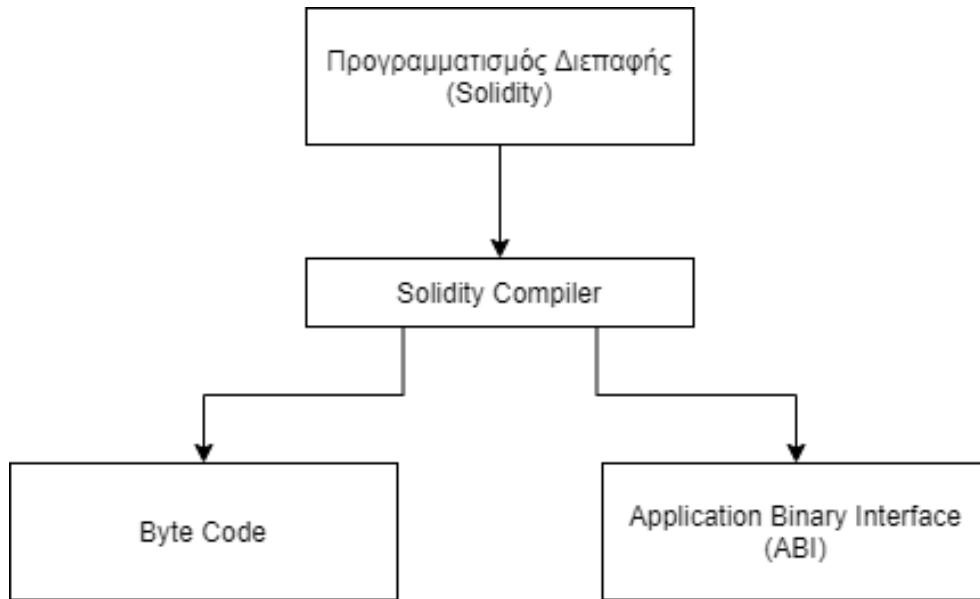 Προγραμματισμός Διεπαφής
(Solidity)
Solidity Compiler
Byte Code
Application Binary Interface
(ABI)